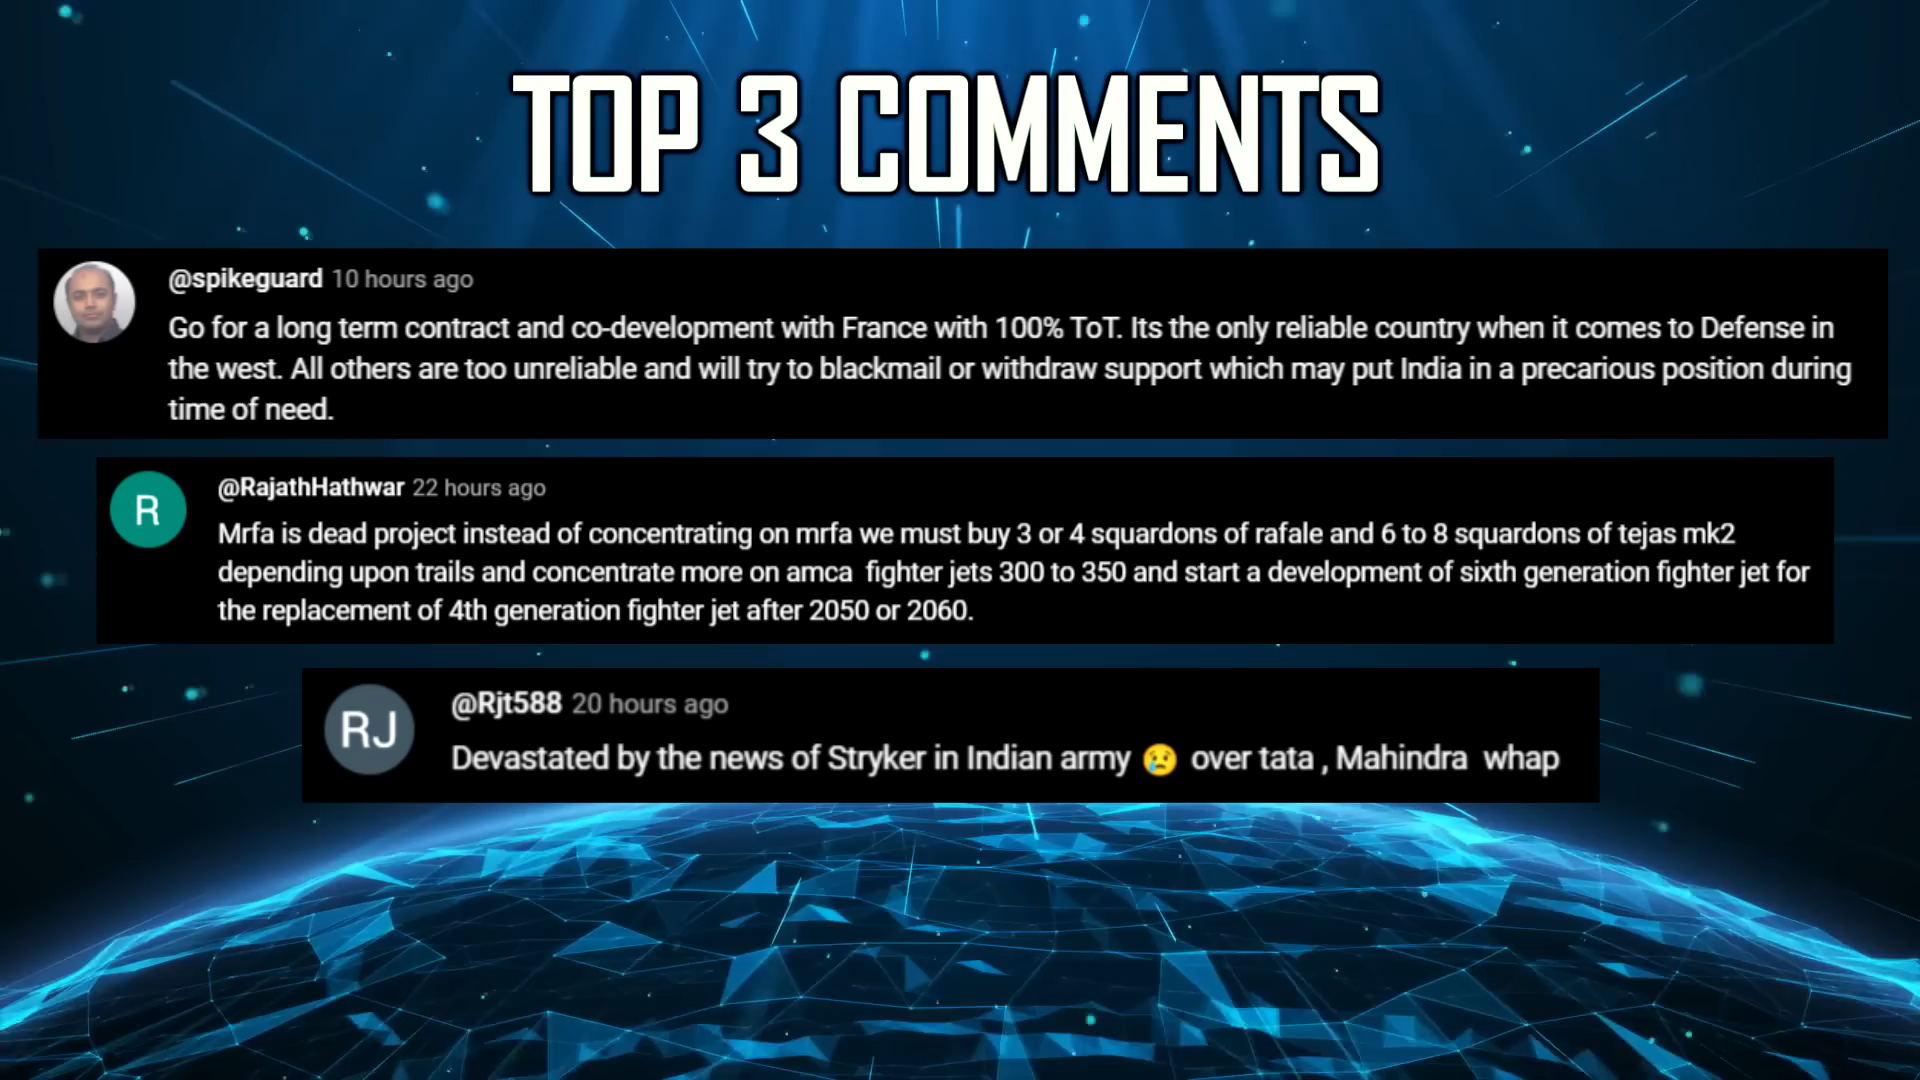 TOP 3 COMMENTS
@spikeguard 10 hours ago
Go for a long term contract and co-development with France with 100% ToT. Its the only reliable country when it comes to Defense in
the west. All others are too unreliable and will try to blackmail or withdraw support which may put India in a precarious position during
time of need.
R
@RajathHathwar 22 hours ago
Mrfa is dead project instead of concentrating on mrfa we must buy 3 or 4 squardons of rafale and 6 to 8 squardons of tejas mk2
depending upon trails and concentrate more on amca  fighter jets 300 to 350 and start a development of sixth generation fighter jet for
the replacement of 4th generation fighter jet after 2050 or 2060.
RJ
@Rjt588 20 hours ago
Devastated by the news of Stryker in Indian army 😢 over tata , Mahindra  whap